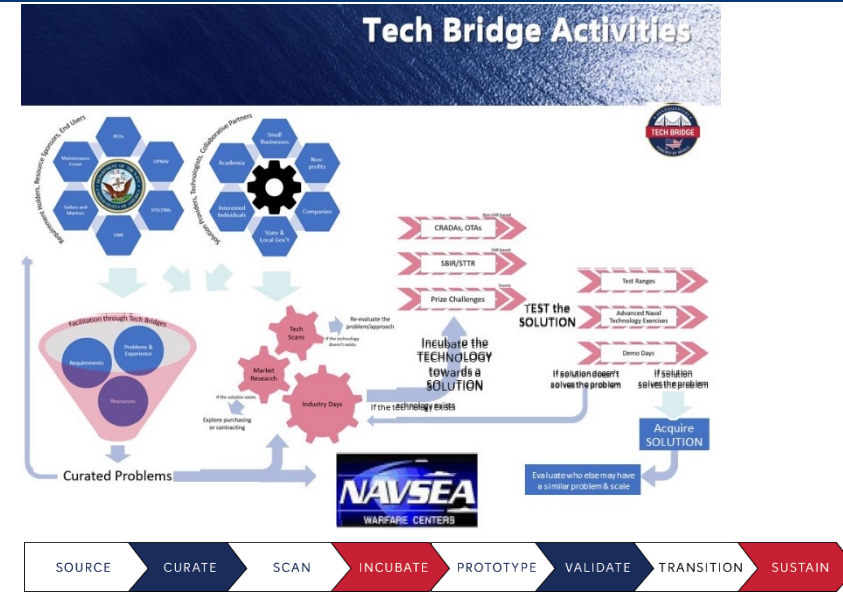 Tech Bridge Activities
TECH BRIDGE
Requirement Holders, Resource Sponsors, End Users
PEOs
OPNAV
SYSCOMs
ONR
Sailors and
Marines
Maintenance
Crews
Solution Providers, Technologists, Collaborative Partners
Small
Businesses
Non-
profits
Companies
State &
Local Gov't
Interested
Individuals
Academia
Non-SBIR based
CRADAs, OTAs
SBIR based
SBIR/STTR
Events
Prize Challenges
TEST the
SOLUTION
Test Ranges
Advanced Naval
Technology Exercises
Demo Days
Facilitation through Tech Bridges
Requirements
Problems &
Experience
Resources
Tech
Scans
Market
Research
Industry Days
Re-evaluate the
problem/approach
If the technology
doesn't exists
If the solution exists
Explore purchasing
or contracting
Incubate the
TECHNOLOGY
towards a
SOLUTION
If the technology exists
If solution doesn't
solves the problem
If solution
solves the problem
Acquire
SOLUTION
Evaluate who else may have
a similar problem & scale
Curated Problems
NAVSEA
WARFARE CENTERS
SOURCE
CURATE
SCAN
INCUBATE
PROTOTYPE
VALIDATE
TRANSITION
SUSTAIN